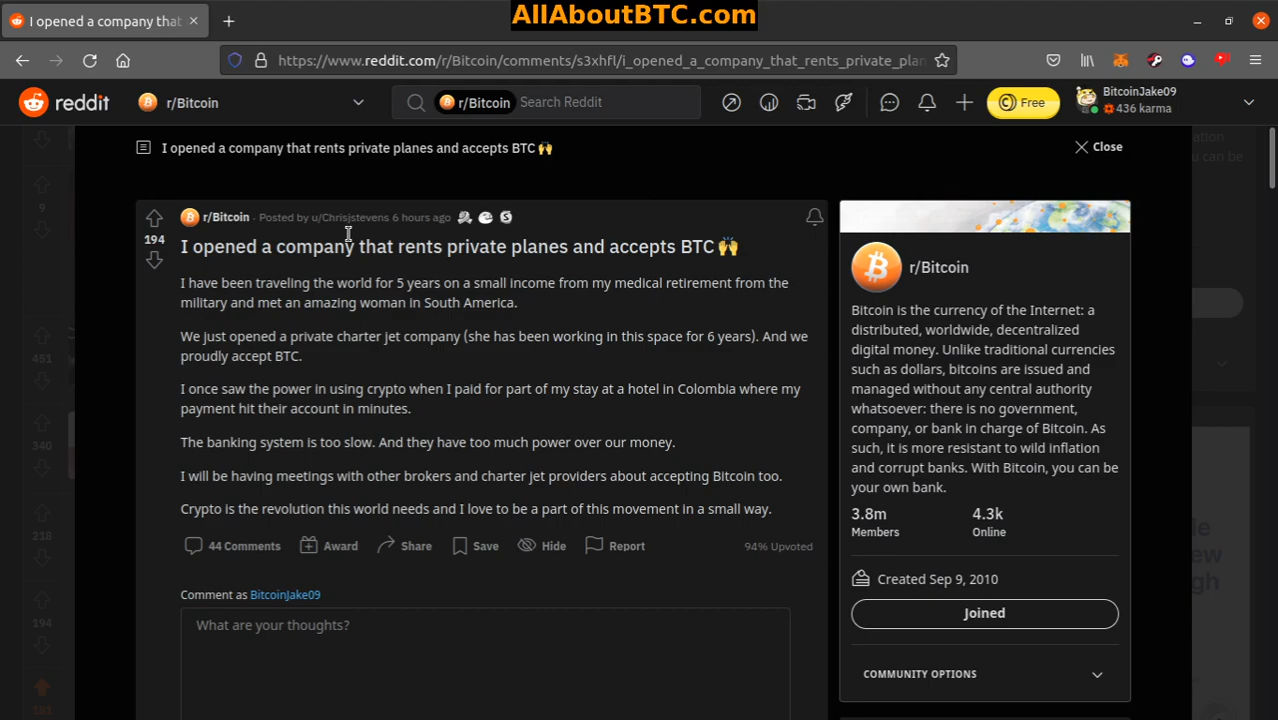 AllAboutBTC.com
I opened a company that
https://www.reddit.com/r/Bitcoin/comments/s3xhfl/i_opened_a_company_that_rents_private_plan
reddit
r/Bitcoin
r/Bitcoin
Search Reddit
Free
BitcoinJake09
436 karma
I opened a company that rents private planes and accepts BTC 🙌
Close
r/Bitcoin · Posted by u/Chrisjstevens 6 hours ago
194
I opened a company that rents private planes and accepts BTC 🙌
I have been traveling the world for 5 years on a small income from my medical retirement from the
military and met an amazing woman in South America.
We just opened a private charter jet company (she has been working in this space for 6 years). And we
proudly accept BTC.
I once saw the power in using crypto when I paid for part of my stay at a hotel in Colombia where my
payment hit their account in minutes.
The banking system is too slow. And they have too much power over our money.
I will be having meetings with other brokers and charter jet providers about accepting Bitcoin too.
Crypto is the revolution this world needs and I love to be a part of this movement in a small way.
44 Comments
Award
Share
Save
Hide
Report
94% Upvoted
Comment as BitcoinJake09
What are your thoughts?
r/Bitcoin
Bitcoin is the currency of the Internet: a
distributed, worldwide, decentralized
digital money. Unlike traditional currencies
such as dollars, bitcoins are issued and
managed without any central authority
whatsoever: there is no government,
company, or bank in charge of Bitcoin. As
such, it is more resistant to wild inflation
and corrupt banks. With Bitcoin, you can be
your own bank.
3.8m
Members
4.3k
Online
Created Sep 9, 2010
Joined
COMMUNITY OPTIONS
9
451
340
218
194
181